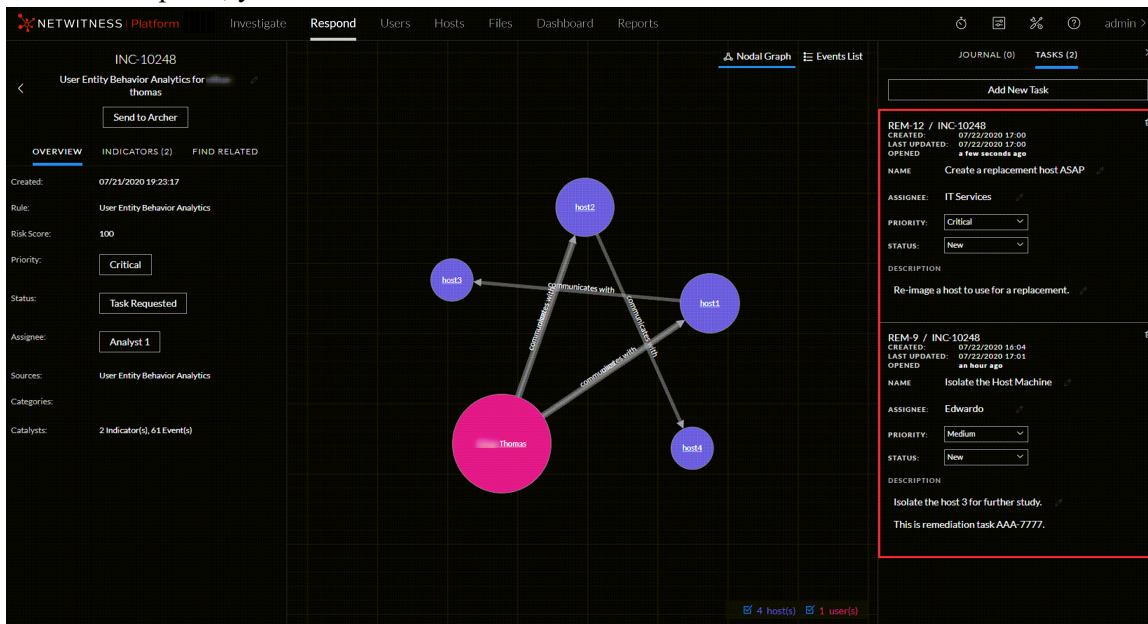 NETWITNESS Platform
Investigate
Respond
Users
Hosts
Files
Dashboard
Reports
admin >
INC-10248
User Entity Behavior Analytics for
thomas
Send to Archer
OVERVIEW
INDICATORS (2)
FIND RELATED
Created: 07/21/2020 19:23:17
Rule: User Entity Behavior Analytics
Risk Score: 100
Priority: Critical
Status: Task Requested
Assignee: Analyst 1
Sources: User Entity Behavior Analytics
Categories:
Catalysts: 2 Indicator(s), 61 Event(s)
Nodal Graph
Events List
host2
host3
communicates with
host1
communicates with
communicates with
communicates with
Thomas
host4
4 host(s)
1 user(s)
JOURNAL (0)
TASKS (2)
Add New Task
REM-12 / INC-10248
CREATED: 07/22/2020 17:00
LAST UPDATED: 07/22/2020 17:00
OPENED a few seconds ago
NAME Create a replacement host ASAP
ASSIGNEE: IT Services
PRIORITY: Critical
STATUS: New
DESCRIPTION
Re-image a host to use for a replacement.
REM-9 / INC-10248
CREATED: 07/22/2020 16:04
LAST UPDATED: 07/22/2020 17:01
OPENED an hour ago
NAME Isolate the Host Machine
ASSIGNEE: Edwardo
PRIORITY: Medium
STATUS: New
DESCRIPTION
Isolate the host 3 for further study.
This is remediation task AAA-7777.